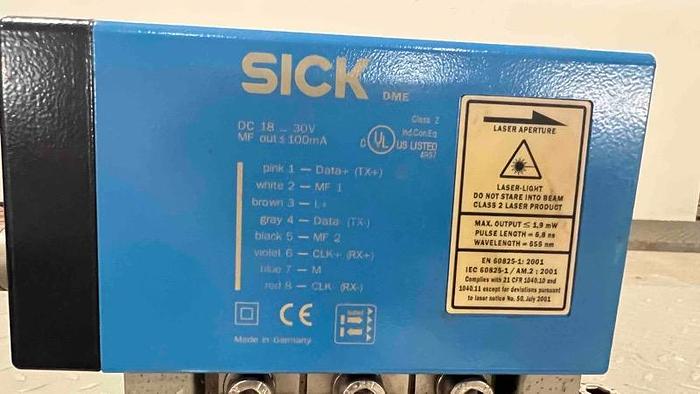 SICK
DME
DC 18 ... 30V
MF out ≤ 100mA
Class 2
Ind.Con.Eq
C UL US LISTED
pink 1 — Data+ (TX+)
white 2 — MF 1
brown 3 — L+
gray 4 — Data- (TX-)
black 5 — MF 2
violet 6 — CLK+ (RX+)
blue 7 — M
red 8 — CLK- (RX-)
CE
Made in Germany
LASER APERTURE
LASER-LIGHT
DO NOT STARE INTO BEAM
CLASS 2 LASER PRODUCT
MAX. OUTPUT ≤ 1,9 mW
PULSE LENGTH = 6,8 ns
WAVELENGTH = 655 nm
EN 60825-1: 2001
IEC 60825-1 / AM.2 : 2001
Complies with 21 CFR 1040.10 and
1040.11 except for deviations pursuant
to laser notice No. 50, July 2001